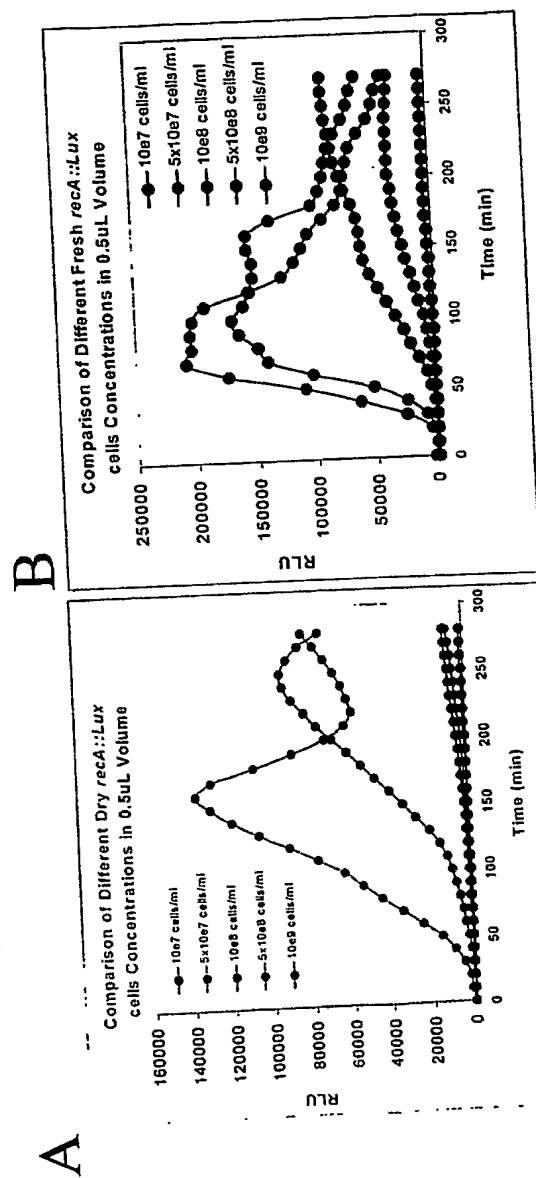 A
Comparison of Different Dry recA::Lux
cells Concentrations in 0.5uL Volume
160000
140000
120000
100000
80000
60000
40000
20000
0
RLU
10e7 cells/ml
5x10e7 cells/ml
10e8 cells/ml
5x10e8 cells/ml
10e9 cells/ml
0
50
100
150
200
250
300
Time (min)
B
Comparison of Different Fresh recA::Lux
cells Concentrations in 0.5uL Volume
250000
200000
150000
100000
50000
0
RLU
10e7 cells/ml
5x10e7 cells/ml
10e8 cells/ml
5x10e8 cells/ml
10e9 cells/ml
0
50
100
150
200
250
300
Time (min)